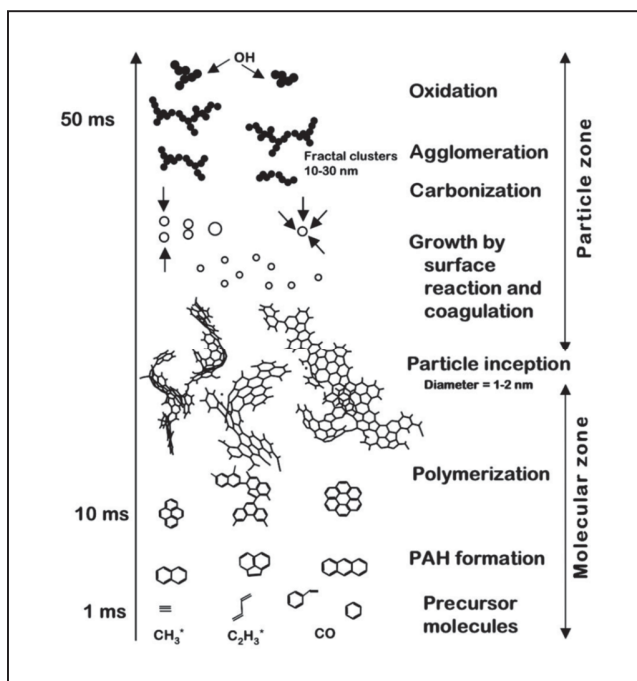 OH
Oxidation
50 ms
Fractal clusters
10-30 nm
Agglomeration
Carbonization
Particle zone
Growth by
surface
reaction and
coagulation
Particle inception
Diameter = 1-2 nm
Polymerization
Molecular zone
10 ms
PAH formation
1 ms
Precursor
molecules
CH₃*
C₂H₃*
CO